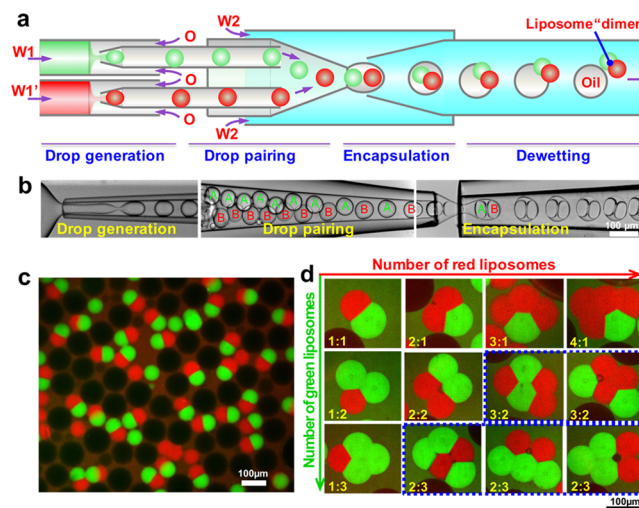 a
W1
W1'
O
O
O
O
W2
W2
Liposome“dimer
Oil
Drop generation
Drop pairing
Encapsulation
Dewetting
b
A A A A A A A A
B B B B B B B B
A B
Drop generation
Drop pairing
Encapsulation
100μm
c
100μm
d
Number of red liposomes
Number of green liposomes
1:1
2:1
3:1
4:1
1:2
2:2
3:2
3:2
1:3
2:3
2:3
2:3
100μm